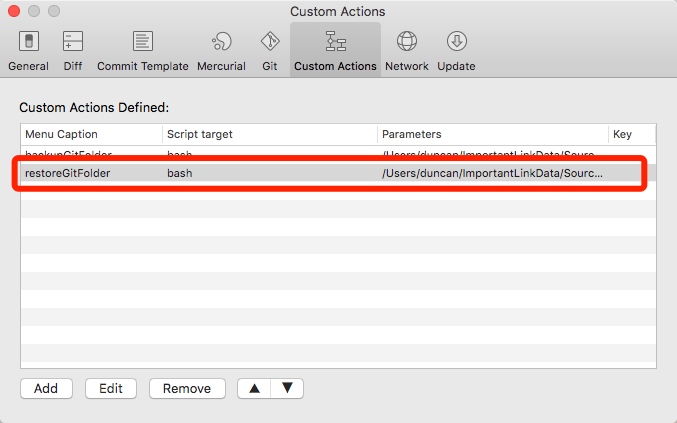 Custom Actions
General Diff Commit Template Mercurial Git Custom Actions Network Update
Custom Actions Defined:
Menu Caption Script target Parameters Key
backupGitFolder bash /Users/duncan/ImportantLinkData/Sourc...
restoreGitFolder bash /Users/duncan/ImportantLinkData/Sourc...
Add Edit Remove